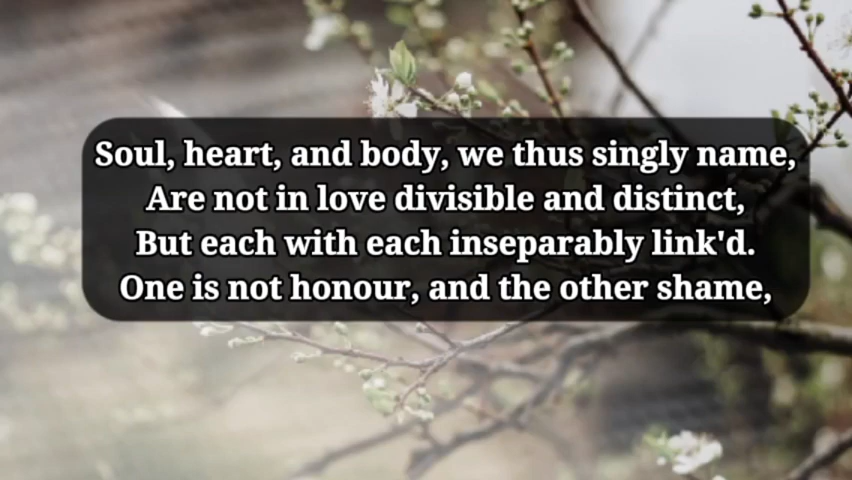 Soul, heart, and body, we thus singly name,
Are not in love divisible and distinct,
But each with each inseparably link'd.
One is not honour, and the other shame,